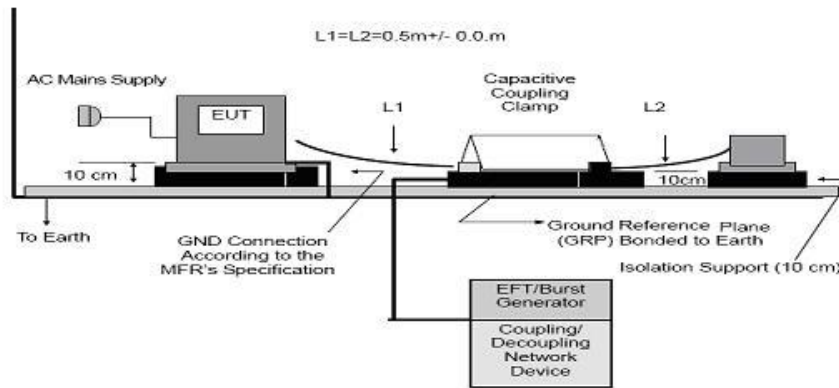 L1=L2=0.5m+/- 0.0.m
AC Mains Supply
EUT
L1
Capacitive
Coupling
Clamp
L2
10 cm
10cm
To Earth
GND Connection
According to the
MFR's Specification
Ground Reference Plane
(GRP) Bonded to Earth
Isolation Support (10 cm)
EFT/Burst
Generator
Coupling/
Decoupling
Network
Device